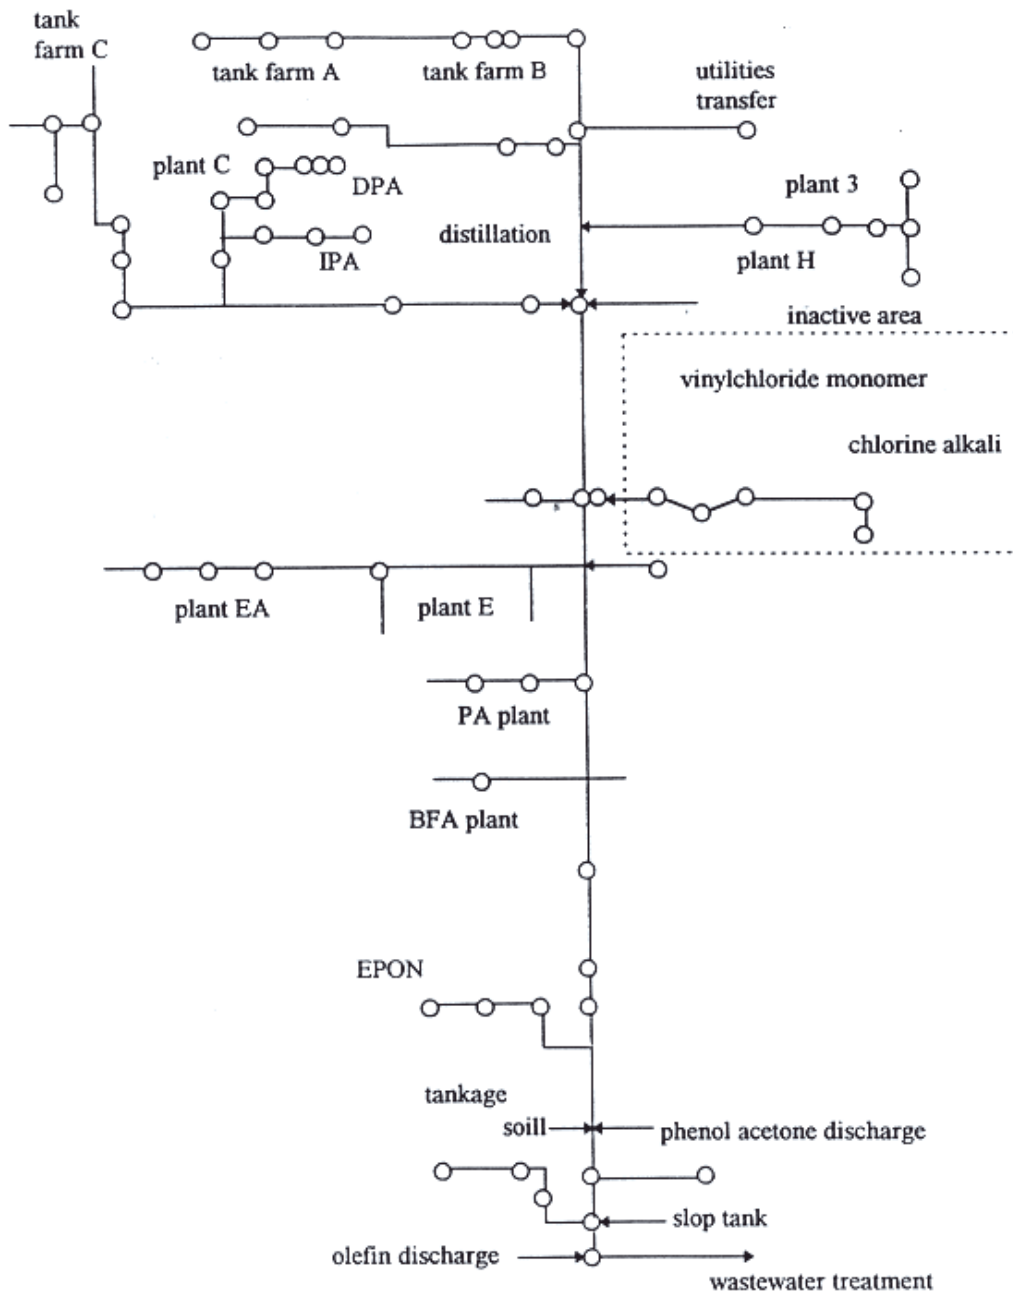 tank
farm C
tank farm A
tank farm B
utilities
transfer
plant C
DPA
plant 3
distillation
IPA
plant H
inactive area
vinylchloride monomer
chlorine alkali
plant EA
plant E
PA plant
BFA plant
EPON
tankage
soill
phenol acetone discharge
slop tank
olefin discharge
wastewater treatment